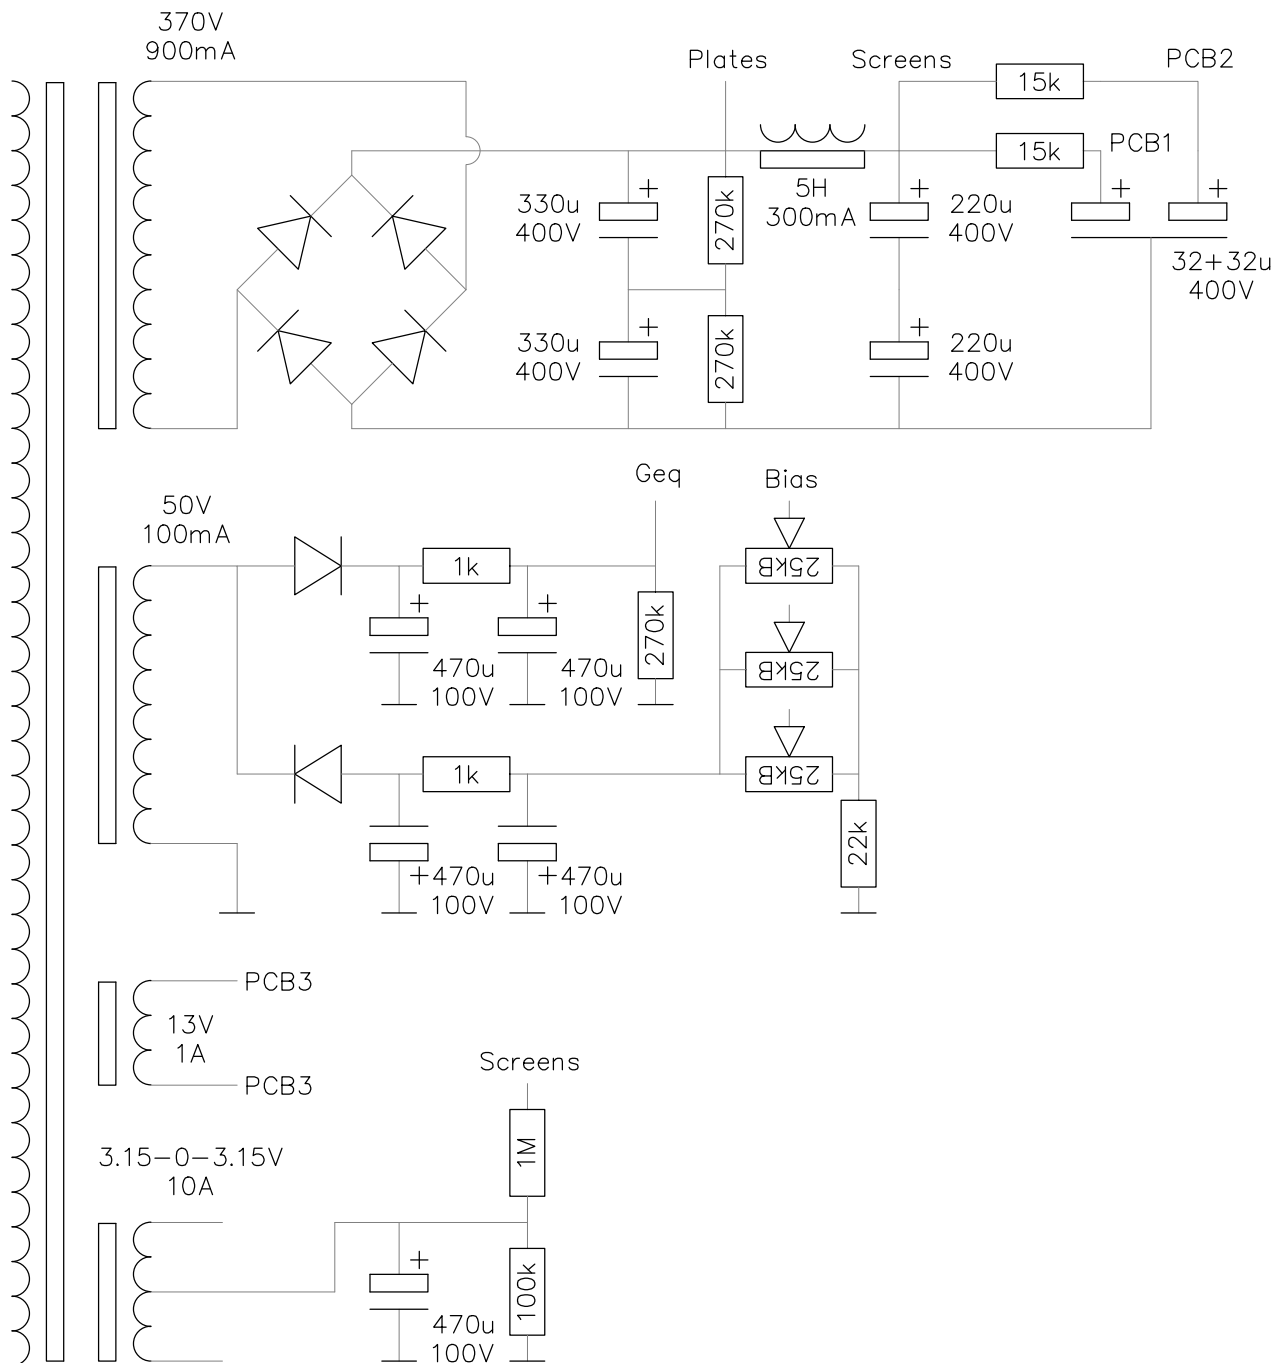 370V
900mA
Plates
Screens
PCB2
15k
15k
PCB1
+
+
+
+
330u
400V
270k
5H
300mA
220u
400V
32+32u
400V
+
+
330u
400V
270k
220u
400V
50V
100mA
Geq
Bias
1k
25kB
+
+
270k
470u
100V
470u
100V
25kB
1k
25kB
22k
+470u
100V
+470u
100V
PCB3
13V
1A
PCB3
Screens
1M
3.15-0-3.15V
10A
+
100k
470u
100V